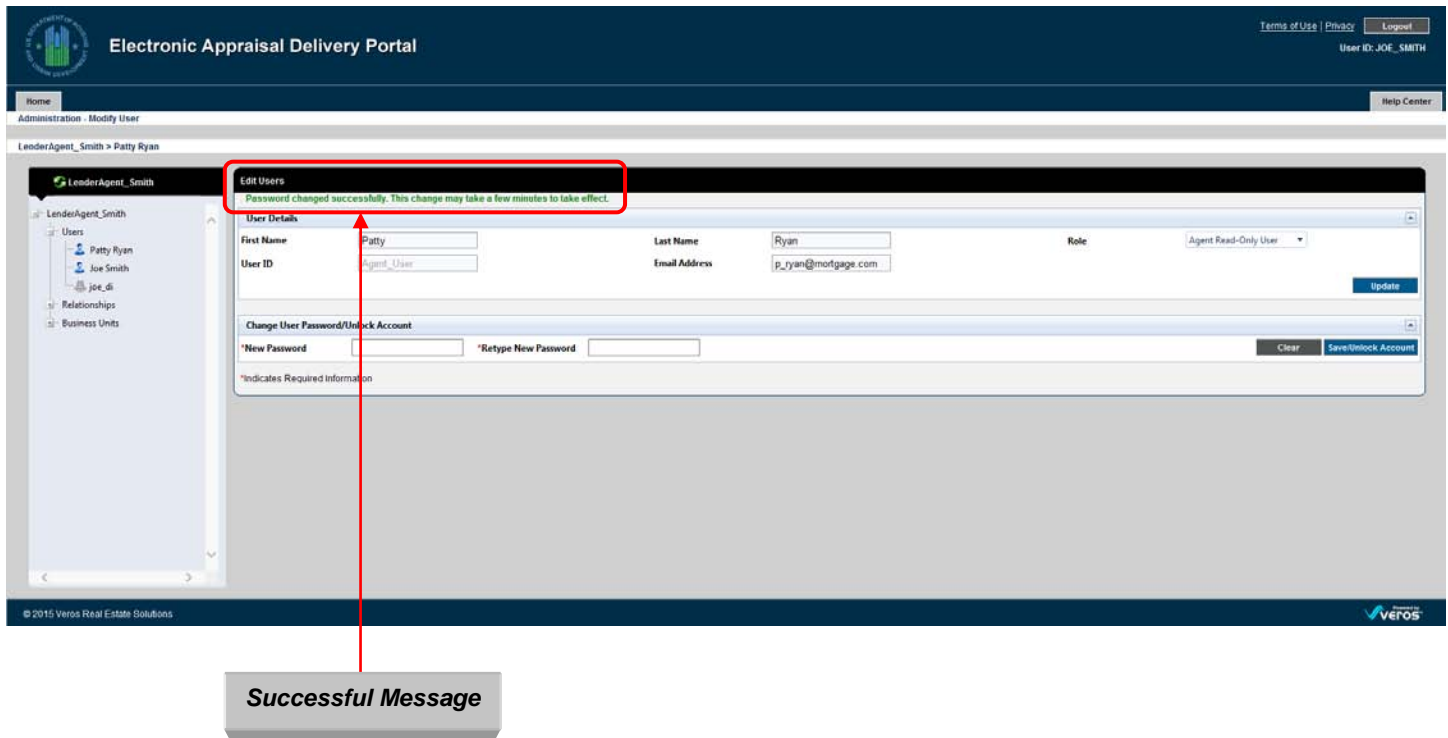 Terms of Use | Privacy Logout
Electronic Appraisal Delivery Portal
User ID: JOE_SMITH
Home Help Center
Administration - Modify User
LenderAgent_Smith > Patty Ryan
LenderAgent_Smith
LenderAgent_Smith
Users
Patty Ryan
Joe Smith
joe_di
Relationships
Business Units
Edit Users
Password changed successfully. This change may take a few minutes to take effect.
User Details
First Name Patty Last Name Ryan Role Agent Read-Only User
User ID Agent_User Email Address p_ryan@mortgage.com
Update
Change User Password/Unlock Account
*New Password *Retype New Password Clear Save/Unlock Account
*Indicates Required Information
© 2015 Veros Real Estate Solutions
Powered by
veros
Successful Message